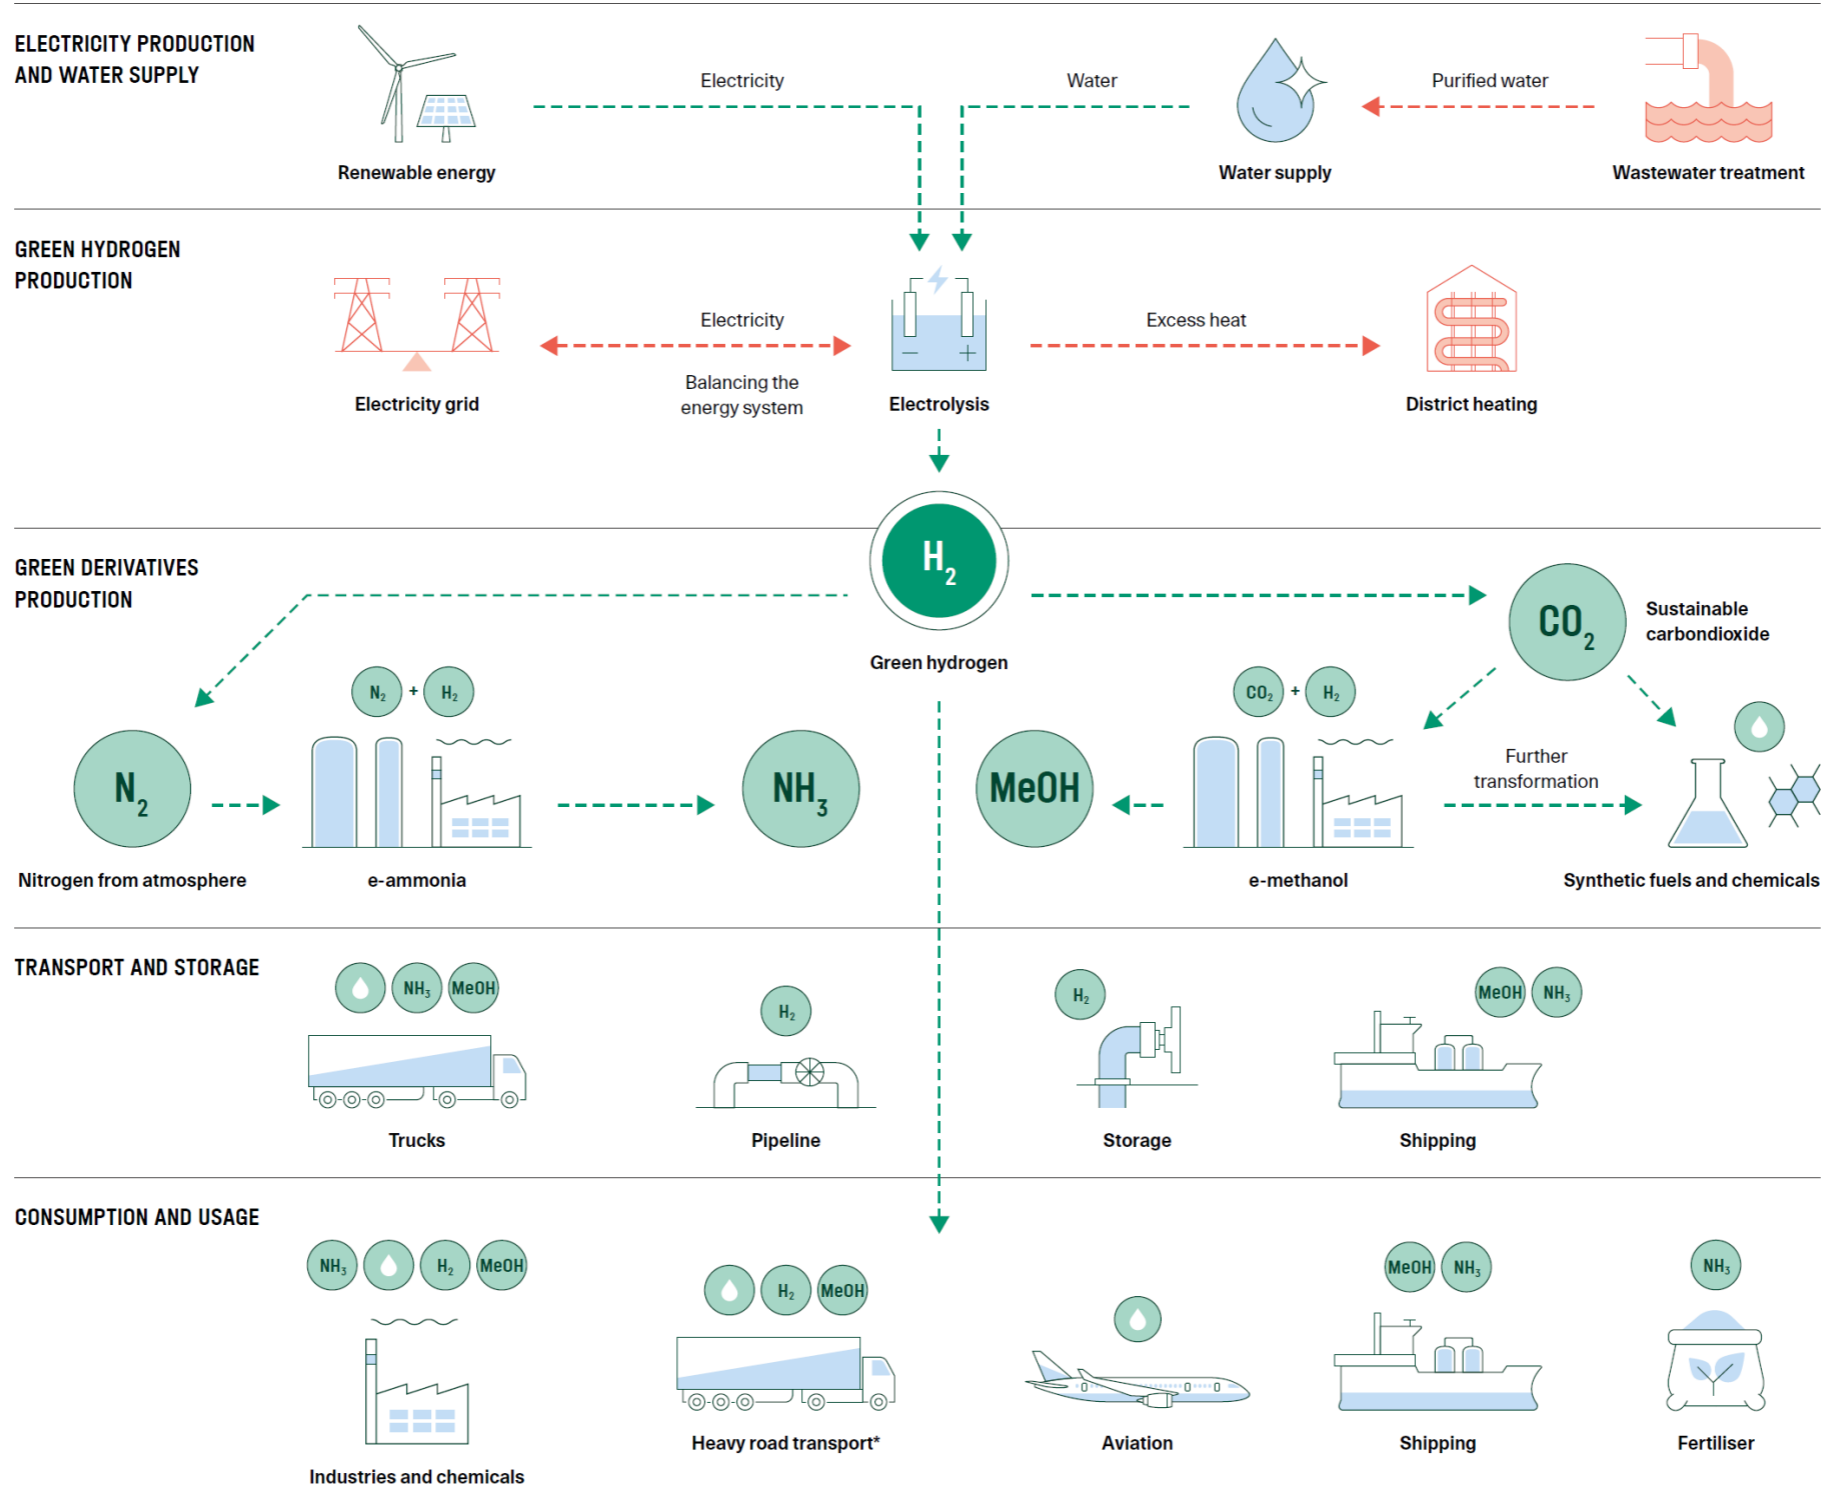 ELECTRICITY PRODUCTION
AND WATER SUPPLY
Electricity
Water
Purified water
Renewable energy
Water supply
Wastewater treatment
GREEN HYDROGEN
PRODUCTION
Electricity
Balancing the
energy system
Excess heat
− +
Electricity grid
Electrolysis
District heating
GREEN DERIVATIVES
PRODUCTION
H₂
Green hydrogen
CO₂
Sustainable
carbondioxide
N₂ + H₂
CO₂ + H₂
N₂
NH₃
MeOH
Further
transformation
Nitrogen from atmosphere
e-ammonia
e-methanol
Synthetic fuels and chemicals
TRANSPORT AND STORAGE
NH₃ MeOH
H₂
H₂
MeOH NH₃
Trucks
Pipeline
Storage
Shipping
CONSUMPTION AND USAGE
NH₃ H₂ MeOH
H₂ MeOH
MeOH NH₃
NH₃
Industries and chemicals
Heavy road transport*
Aviation
Shipping
Fertiliser